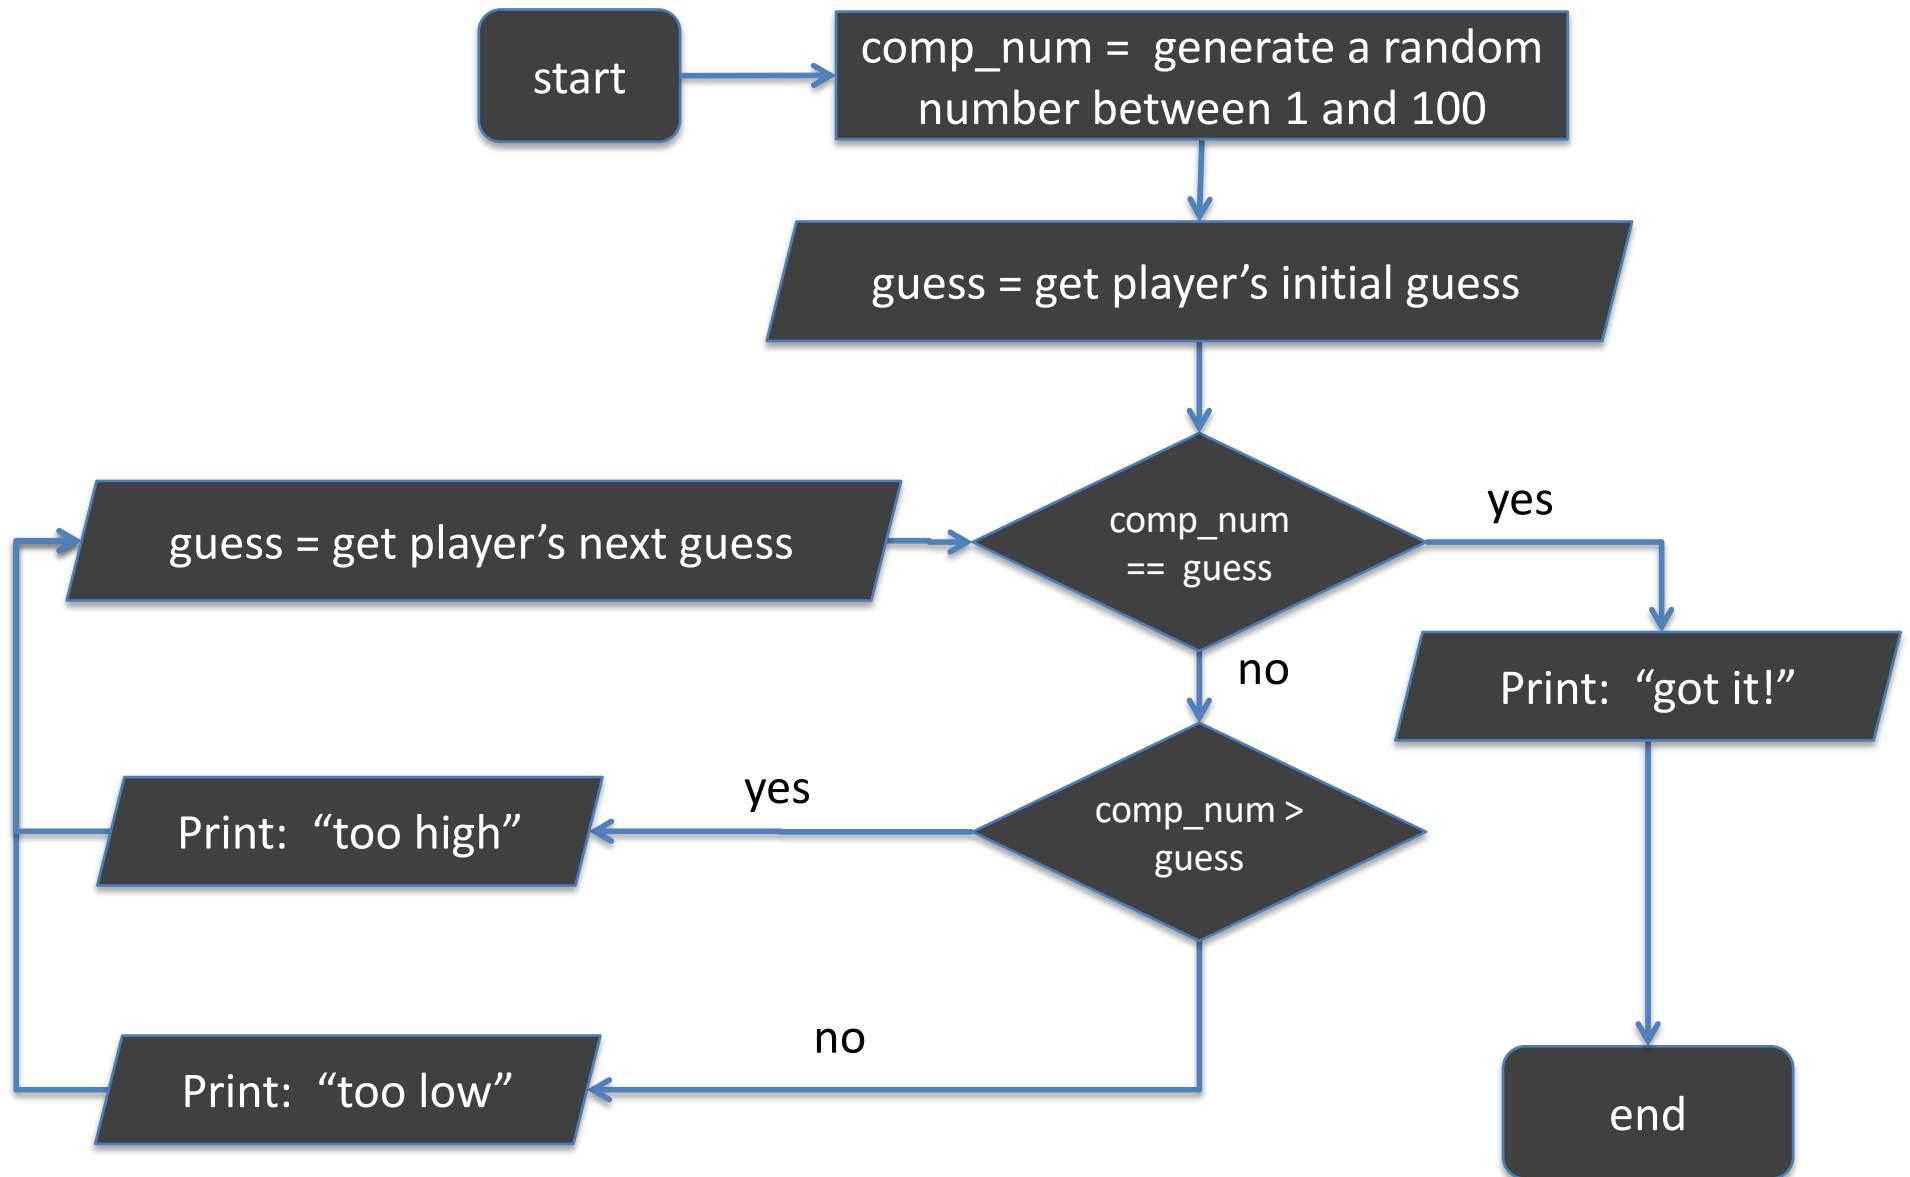 start
comp_num =  generate a random
number between 1 and 100
guess = get player’s initial guess
comp_num
==  guess
yes
guess = get player’s next guess
no
Print:  “got it!”
comp_num >
guess
yes
Print:  “too high”
no
Print:  “too low”
end